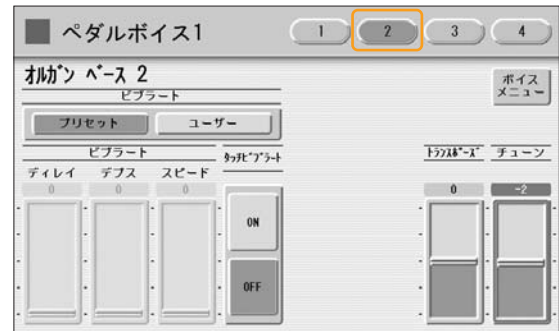 ペダルボイス1
1 2 3 4
オルガン ベース 2
ボイス
メニュー
ビブラート
プリセット ユーザー
ビブラート タッチビブラート トランスポーズ チューン
ディレイ デプス スピード
0 0 0 0 -2
ON
OFF